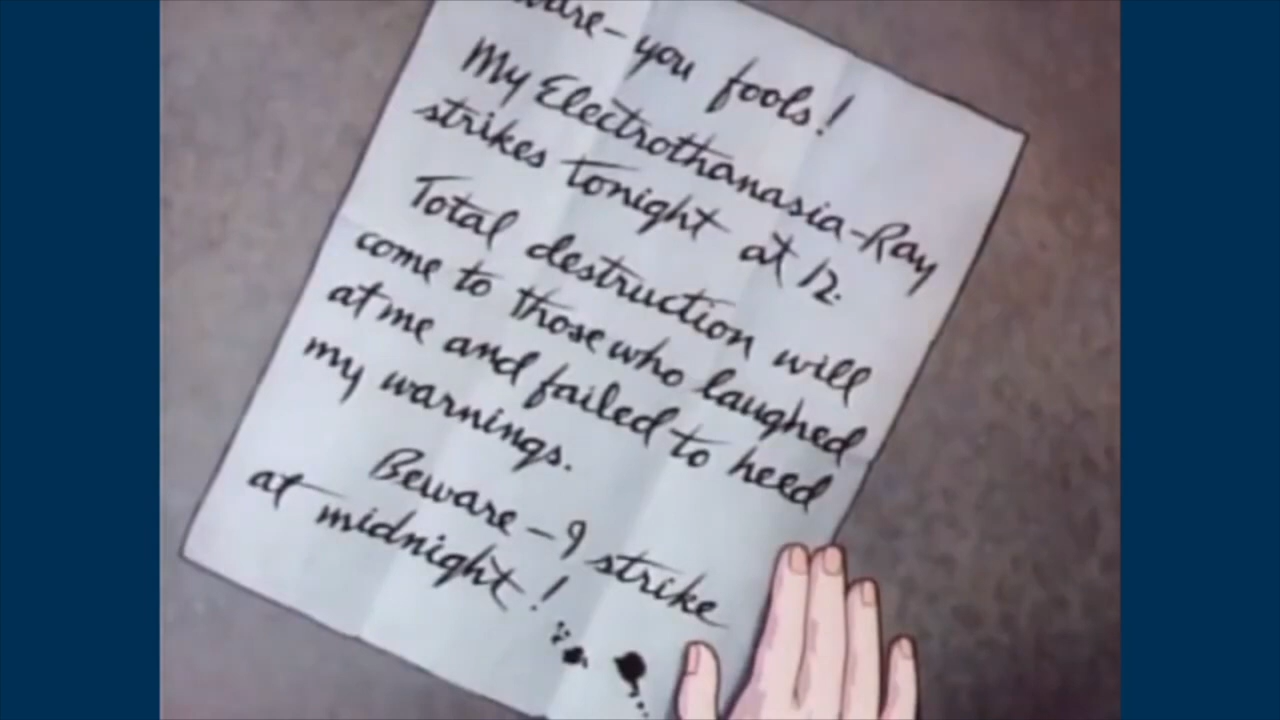 ware – you fools!
My Electrothanasia-Ray
strikes tonight at 12.
Total destruction will
come to those who laughed
at me and failed to heed
my warnings.
Beware – I strike
at midnight!